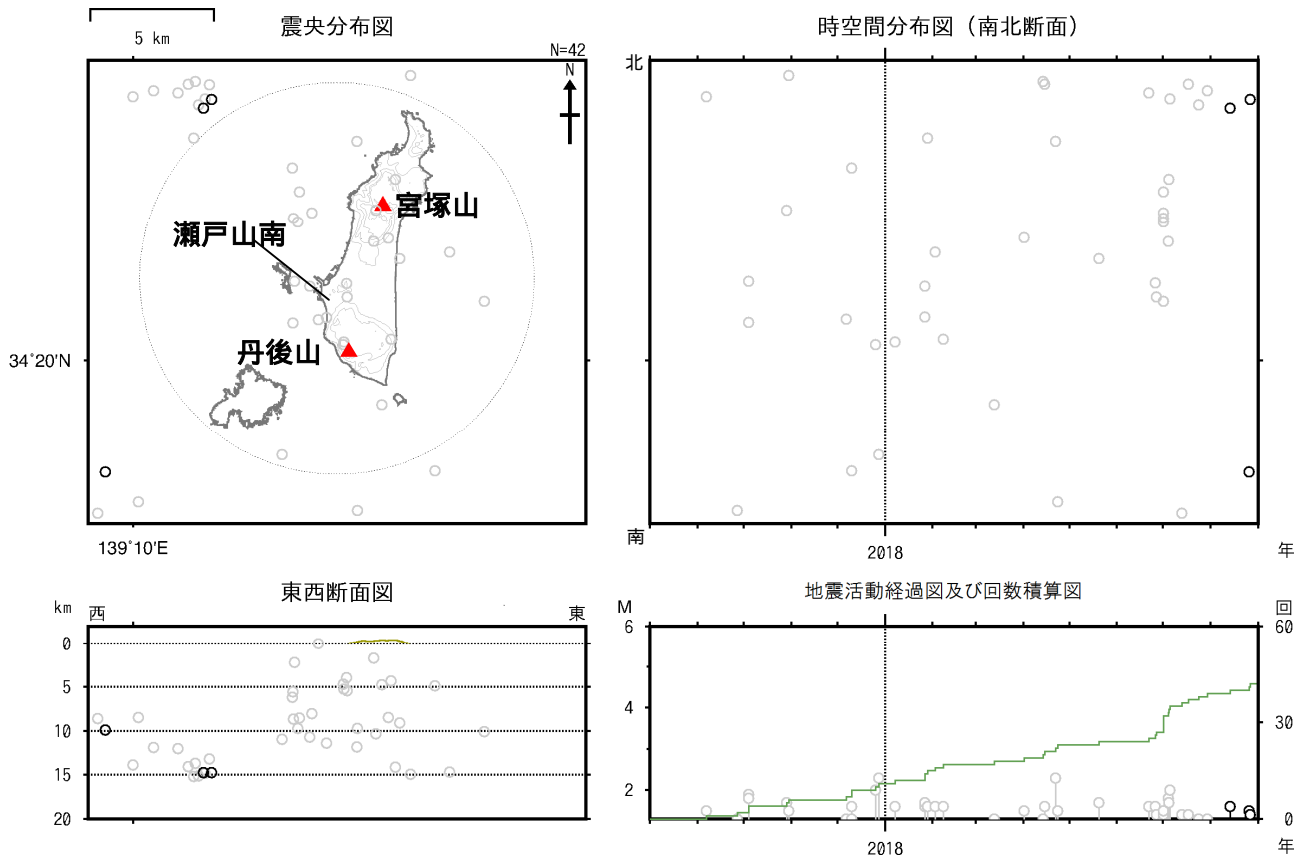 5 km
震央分布図
N=42
N
宮塚山
瀬戸山南
丹後山
34°20'N
139°10'E
時空間分布図（南北断面）
北
南
2018
年
東西断面図
km
西
東
0
5
10
15
20
地震活動経過図及び回数積算図
M
回
6
4
2
60
30
0
2018
年